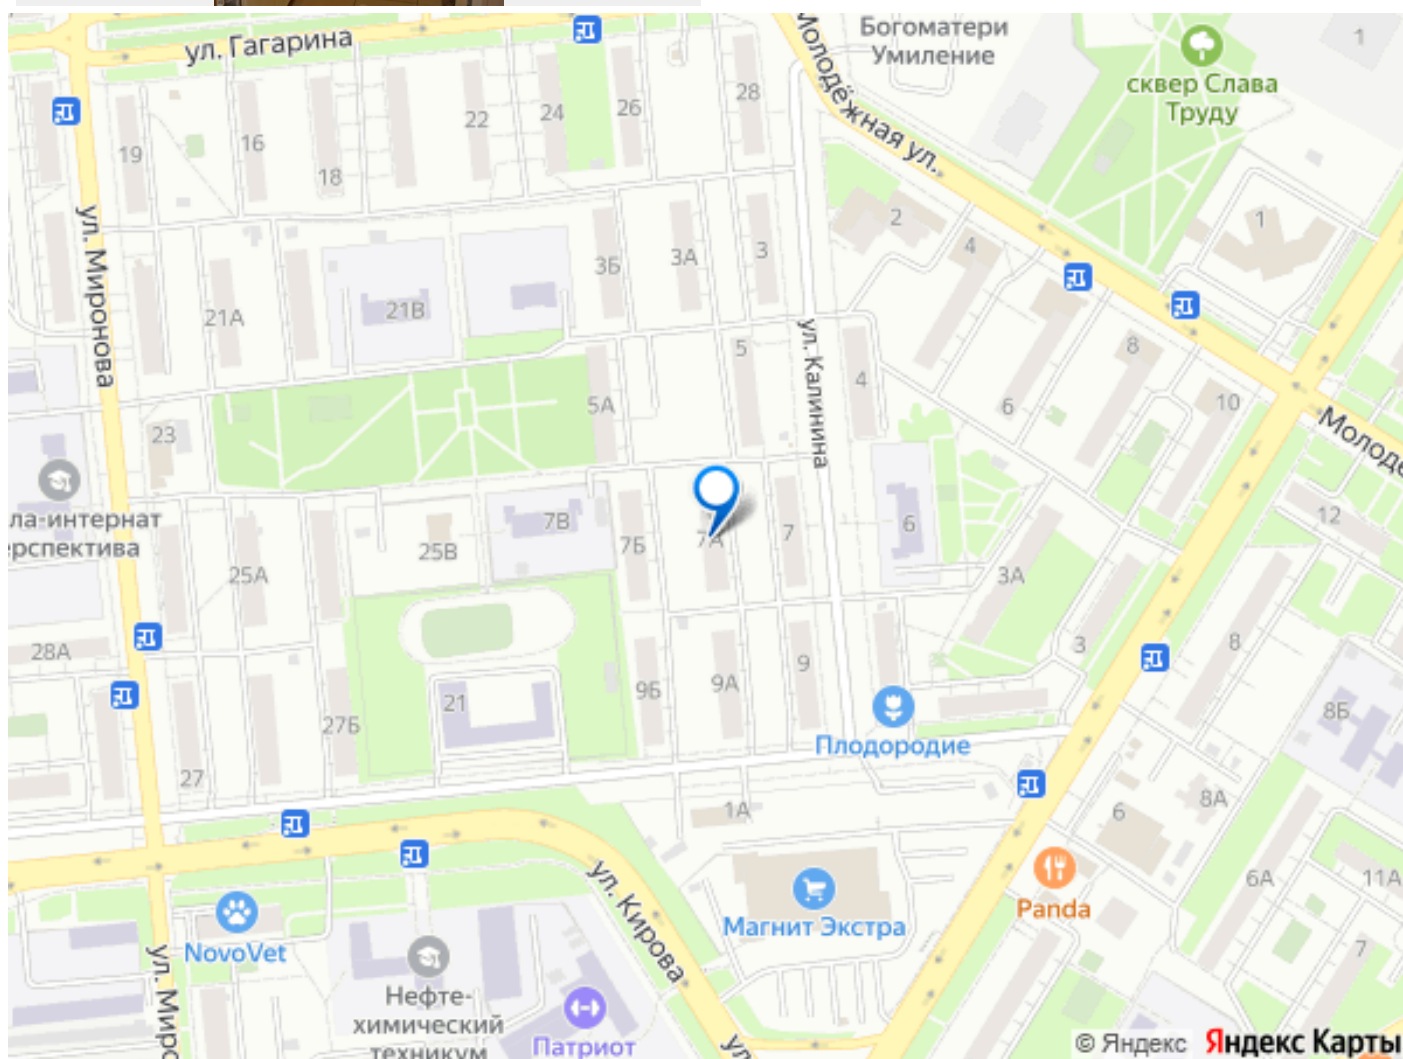 ул. Гагарина
Молодёжная ул.
Богоматери
Умиление
1
сквер Слава
Труду
19
16
18
22
24
26
28
2
4
1
ул. Миронова
21А
21В
3Б
3А
3
5
ул. Калинина
4
8
6
10
5А
23
Молоде
ла-интернат
ерспектива
25В
7В
7Б
7А
7
6
12
25А
3А
28А
3
8
21
9Б
9А
9
27Б
8Б
Плодородие
27
1А
6
8А
ул. Кирова
Магнит Экстра
Panda
6А
11А
NovoVet
7
ул. Миро
Нефте-
химический
техникум
Патриот
ул
© Яндекс Яндекс Карты